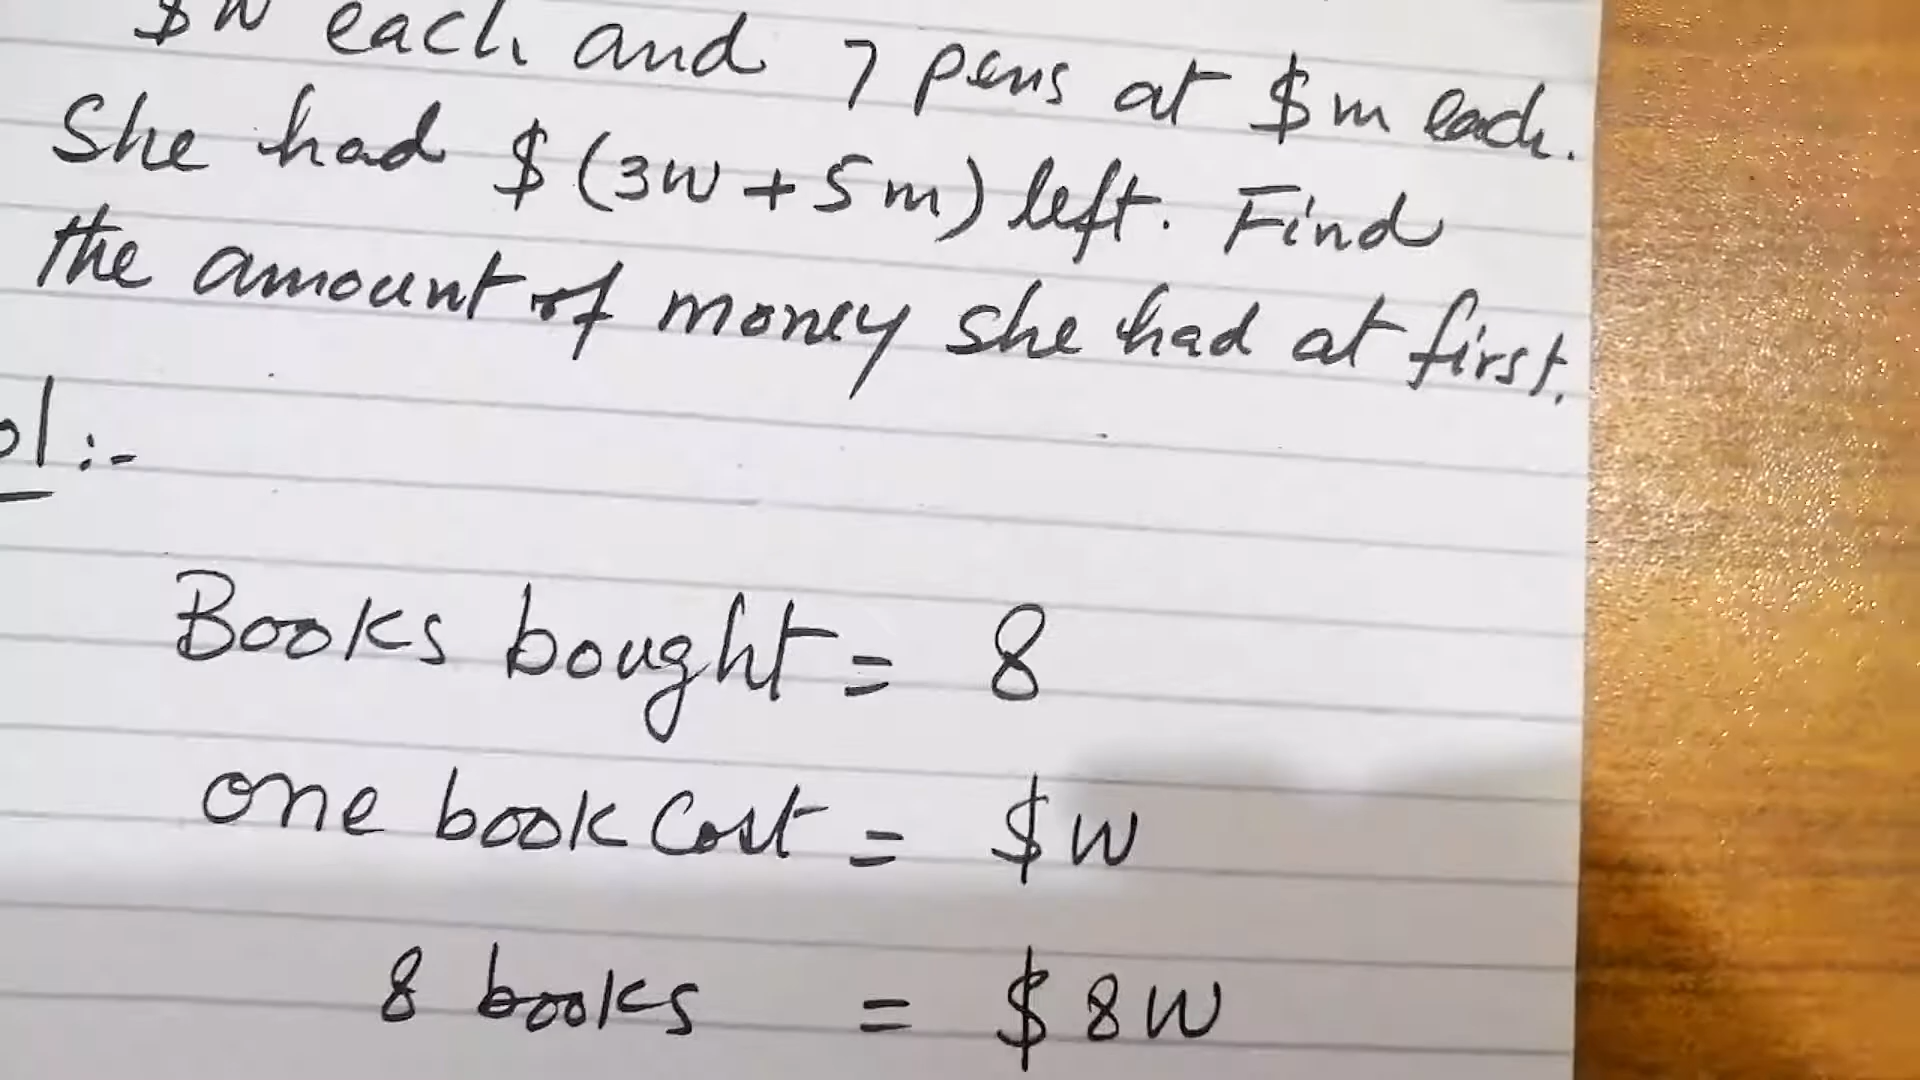 $w each and 7 pens at $m each.
She had $(3w + 5m) left. Find
the amount of money she had at first.
ol :-
Books bought = 8
one book Cost = $w
8 books = $8w